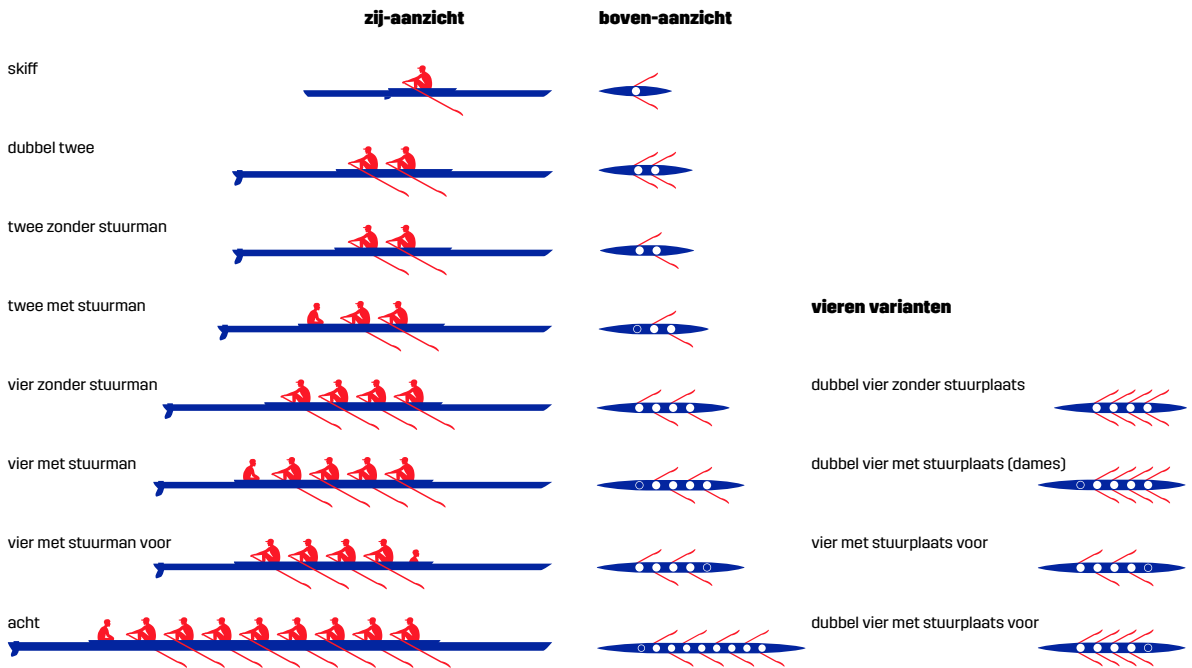 zij-aanzicht
boven-aanzicht
skiff
dubbel twee
twee zonder stuurman
twee met stuurman
vieren varianten
vier zonder stuurman
dubbel vier zonder stuurplaats
vier met stuurman
dubbel vier met stuurplaats (dames)
vier met stuurman voor
vier met stuurplaats voor
acht
dubbel vier met stuurplaats voor